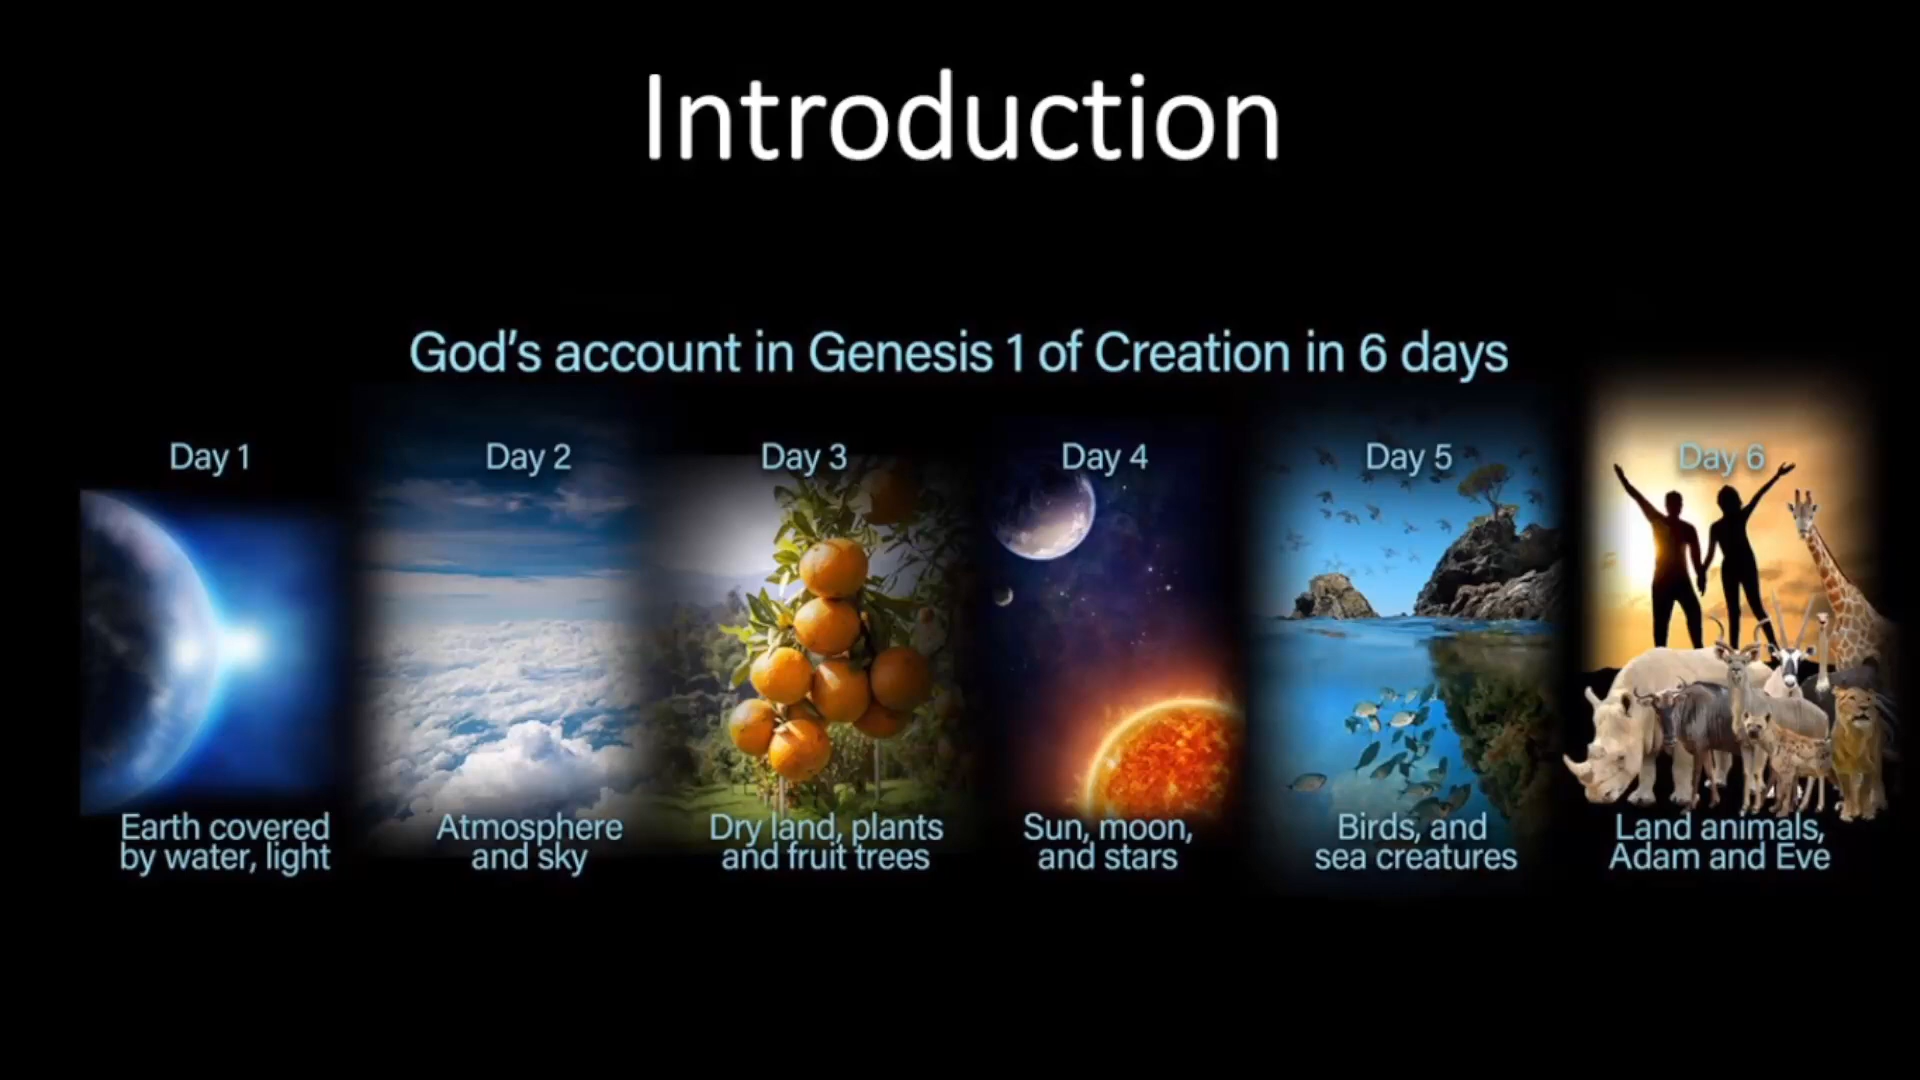 Introduction
God's account in Genesis 1 of Creation in 6 days
Day 1
Earth covered
by water, light
Day 2
Atmosphere
and sky
Day 3
Dry land, plants
and fruit trees
Day 4
Sun, moon,
and stars
Day 5
Birds, and
sea creatures
Day 6
Land animals,
Adam and Eve